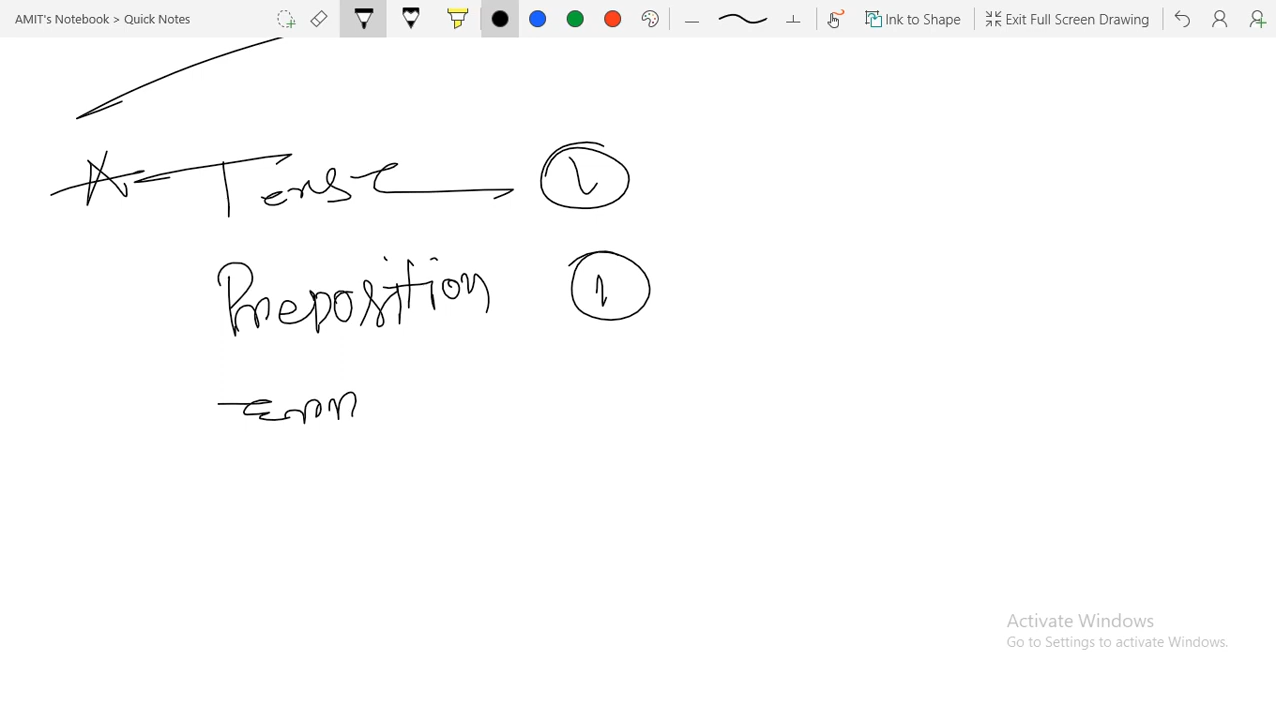 AMIT's Notebook > Quick Notes
Ink to Shape
Exit Full Screen Drawing
A Tense
Preposition 1
Activate Windows
Go to Settings to activate Windows.